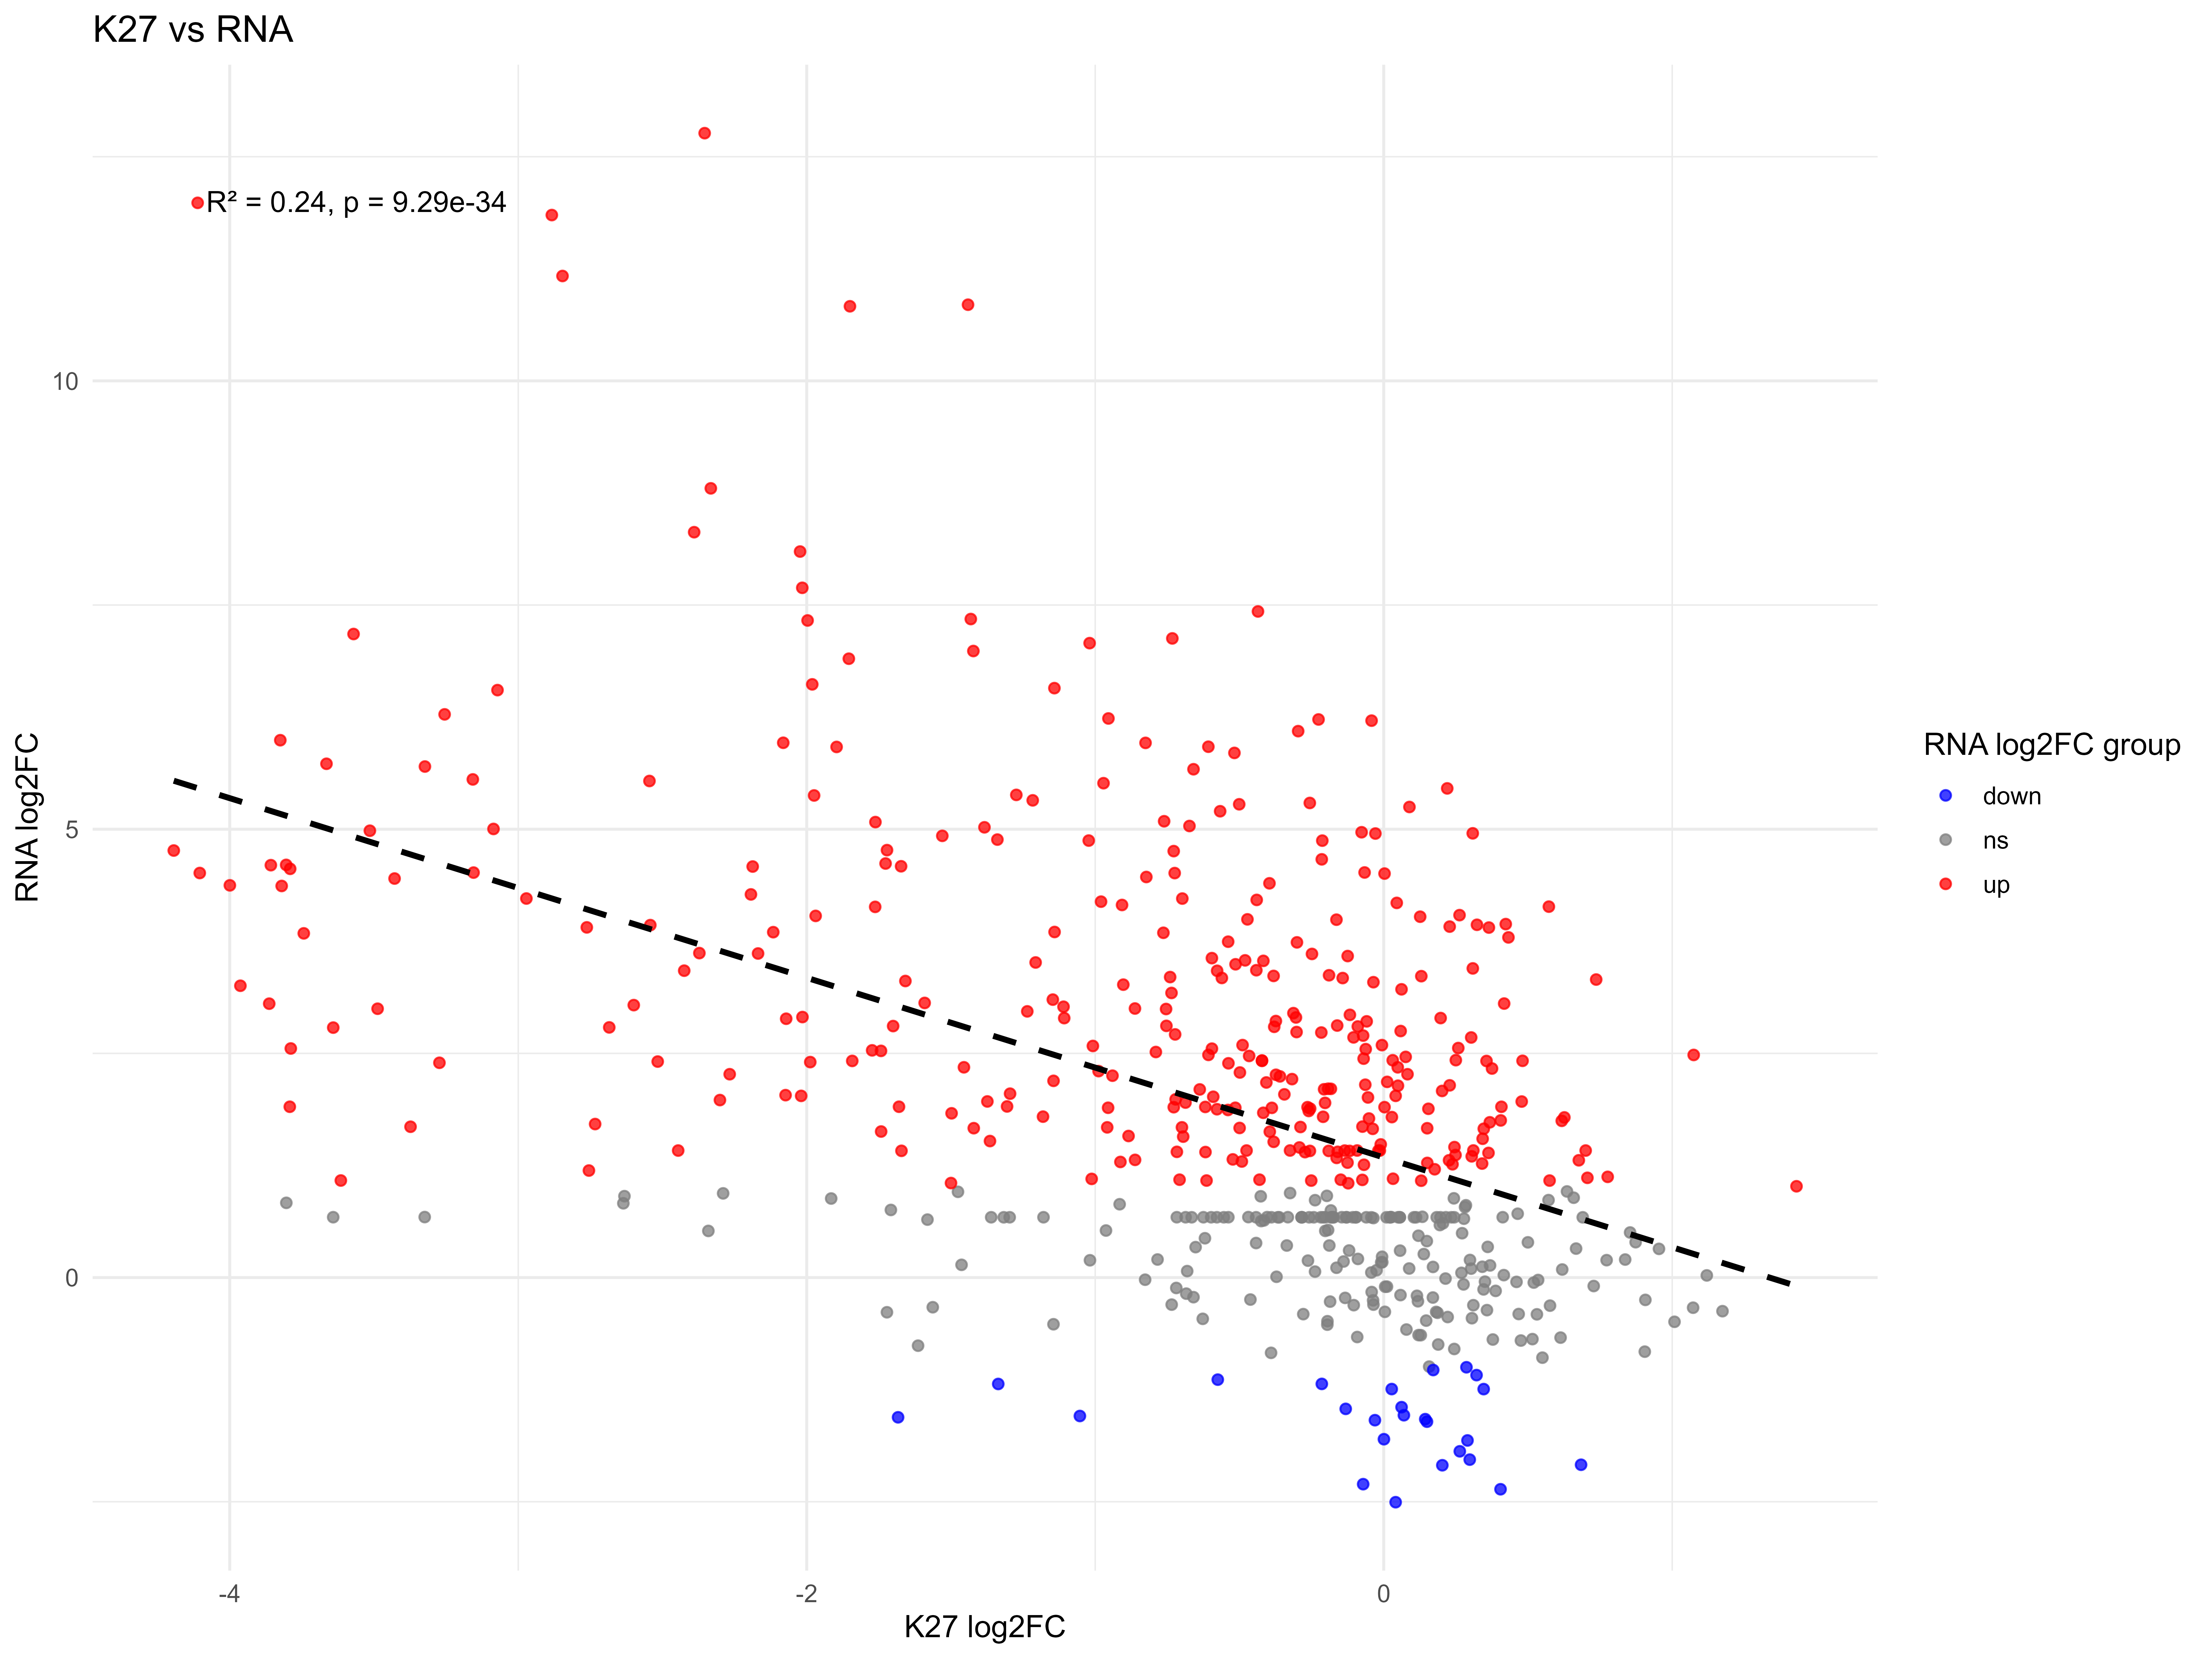 K27 vs RNA
R² = 0.24, p = 9.29e-34
10
5
0
RNA log2FC
-4
-2
0
K27 log2FC
RNA log2FC group
down
ns
up